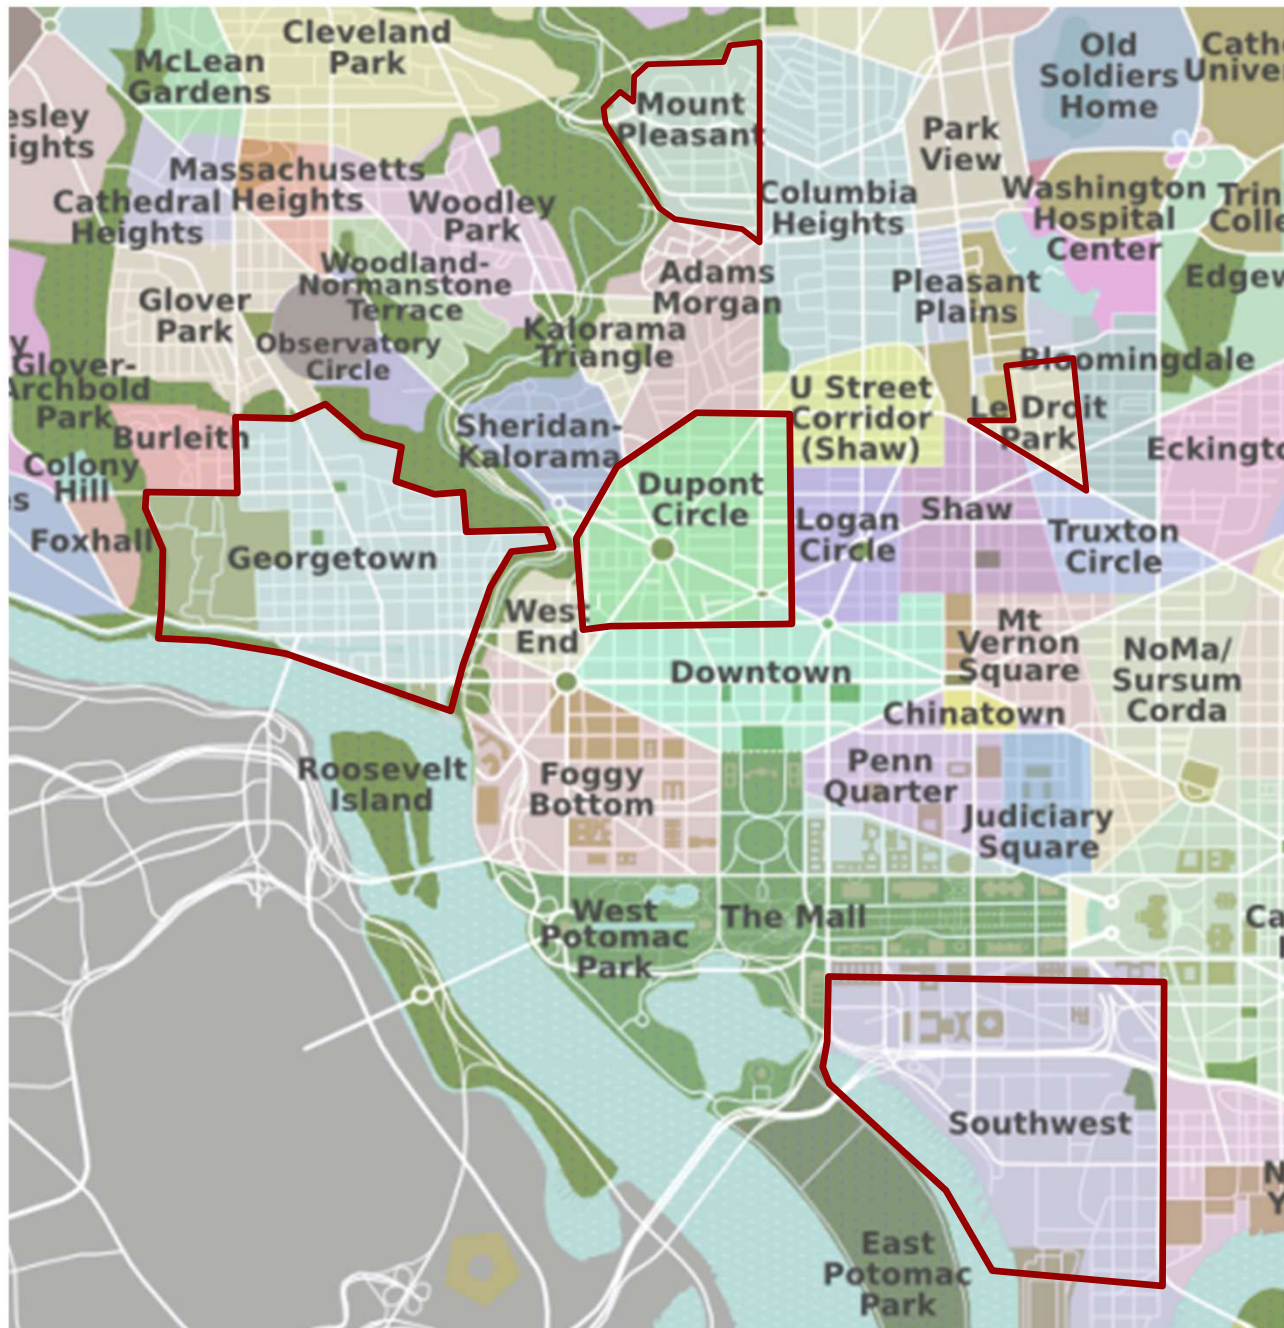 Cleveland
Park
McLean
Gardens
Old
Soldiers
Home
Mount
Pleasant
Park
View
Massachusetts
Heights
Cathedral
Heights
Woodley
Park
Columbia
Heights
Washington
Hospital
Center
Woodland-
Normanstone
Terrace
Adams
Morgan
Pleasant
Plains
Glover
Park
Observatory
Circle
Kalorama
Triangle
Bloomingdale
Glover-
Archbold
Park
U Street
Corridor
(Shaw)
Le Droit
Park
Burleith
Sheridan-
Kalorama
Colony
Hill
Dupont
Circle
Logan
Circle
Shaw
Truxton
Circle
Foxhall
Georgetown
West
End
Mt
Vernon
Square
NoMa/
Sursum
Corda
Downtown
Chinatown
Roosevelt
Island
Foggy
Bottom
Penn
Quarter
Judiciary
Square
West
Potomac
Park
The Mall
Southwest
East
Potomac
Park